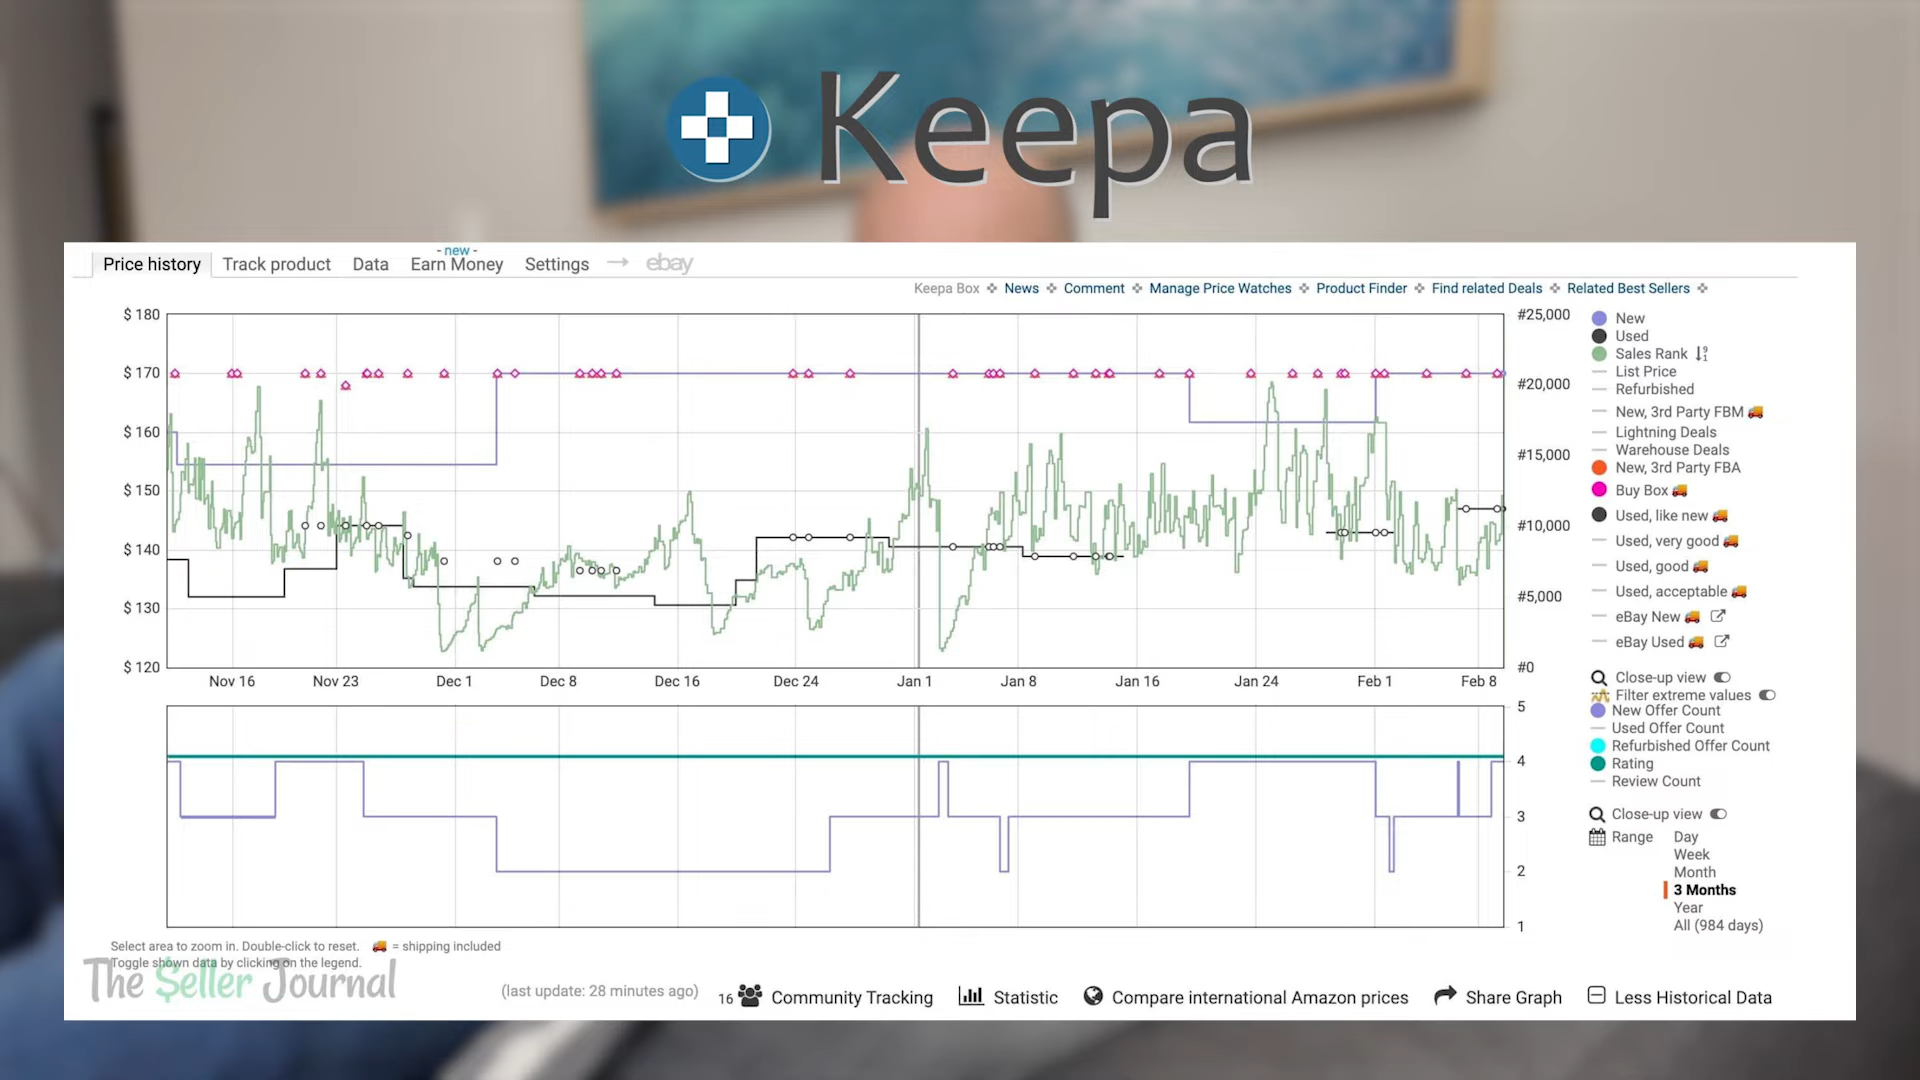 Keepa
- new -
Price history Track product Data Earn Money Settings ebay
Keepa Box News Comment Manage Price Watches Product Finder Find related Deals Related Best Sellers
$ 180
$ 170
$ 160
$ 150
$ 140
$ 130
$ 120
#25,000
#20,000
#15,000
#10,000
#5,000
#0
Nov 16 Nov 23 Dec 1 Dec 8 Dec 16 Dec 24 Jan 1 Jan 8 Jan 16 Jan 24 Feb 1 Feb 8
New
Used
Sales Rank
List Price
Refurbished
New, 3rd Party FBM
Lightning Deals
Warehouse Deals
New, 3rd Party FBA
Buy Box
Used, like new
Used, very good
Used, good
Used, acceptable
eBay New
eBay Used
Close-up view
Filter extreme values
5
4
3
2
1
New Offer Count
Used Offer Count
Refurbished Offer Count
Rating
Review Count
Close-up view
Range Day
Week
Month
3 Months
Year
All (984 days)
Select area to zoom in. Double-click to reset. = shipping included
Toggle shown data by clicking on the legend.
The $eller Journal
(last update: 28 minutes ago) 16 Community Tracking Statistic Compare international Amazon prices Share Graph Less Historical Data